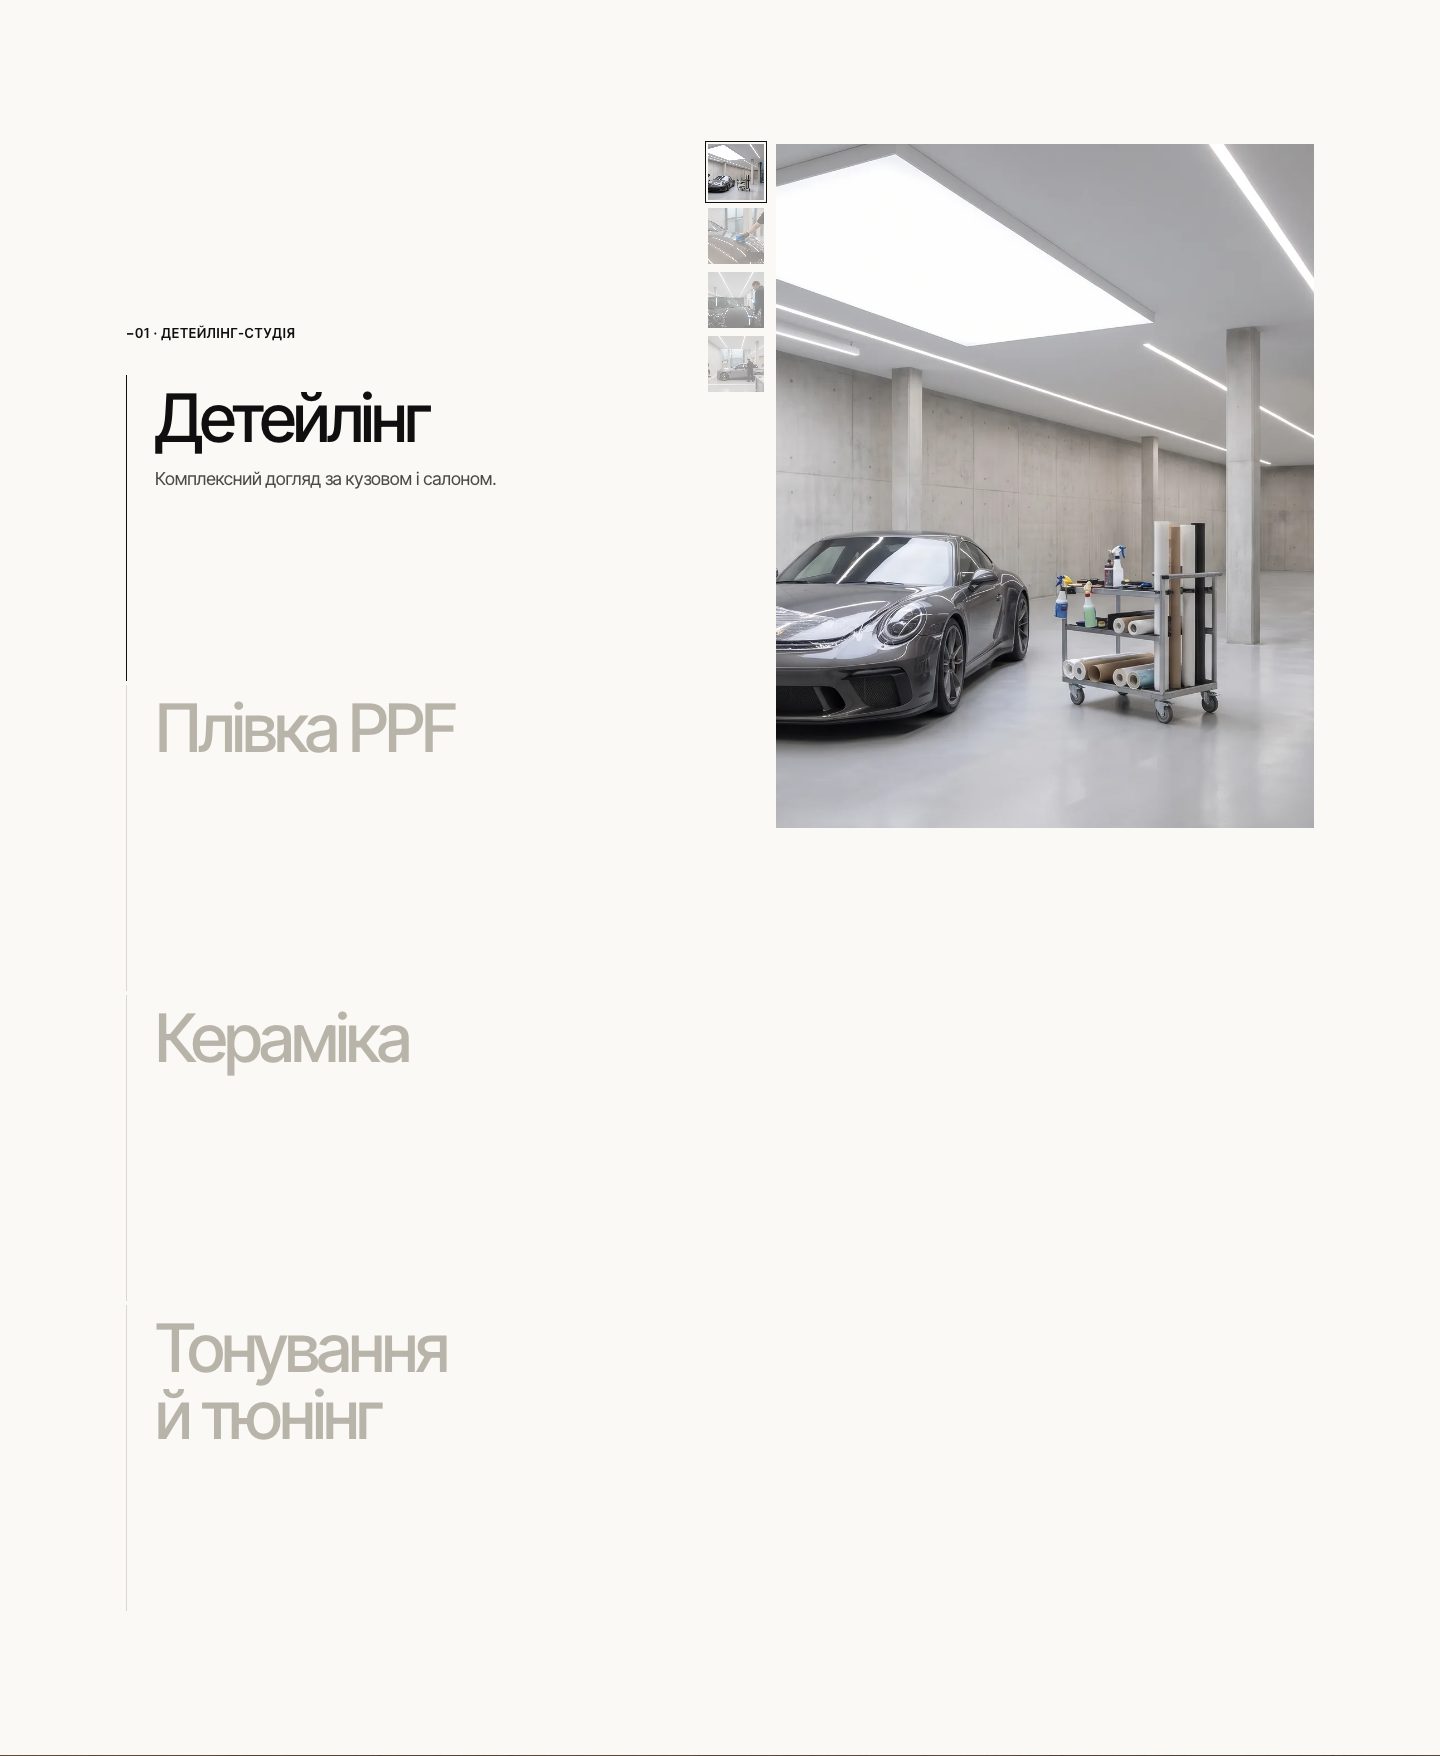 –01 · ДЕТЕЙЛІНГ-СТУДІЯ
Детейлінг
Комплексний догляд за кузовом і салоном.
Плівка PPF
Кераміка
Тонування
й тюнінг